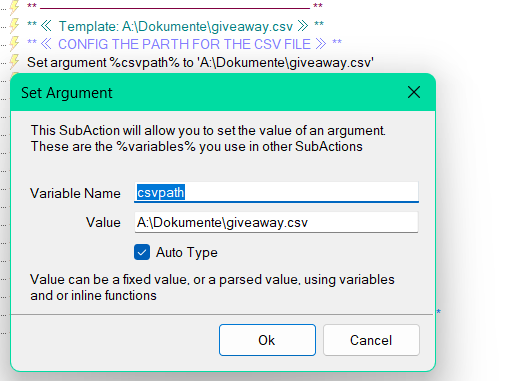 ** ———————————————————— **
** ≪ Template: A:\Dokumente\giveaway.csv ≫ **
** ≪ CONFIG THE PARTH FOR THE CSV FILE ≫ **
Set argument %csvpath% to 'A:\Dokumente\giveaway.csv'
Set Argument
This SubAction will allow you to set the value of an argument.
These are the %variables% you use in other SubActions
Variable Name csvpath
Value A:\Dokumente\giveaway.csv
Auto Type
Value can be a fixed value, or a parsed value, using variables
and or inline functions
*
Ok Cancel